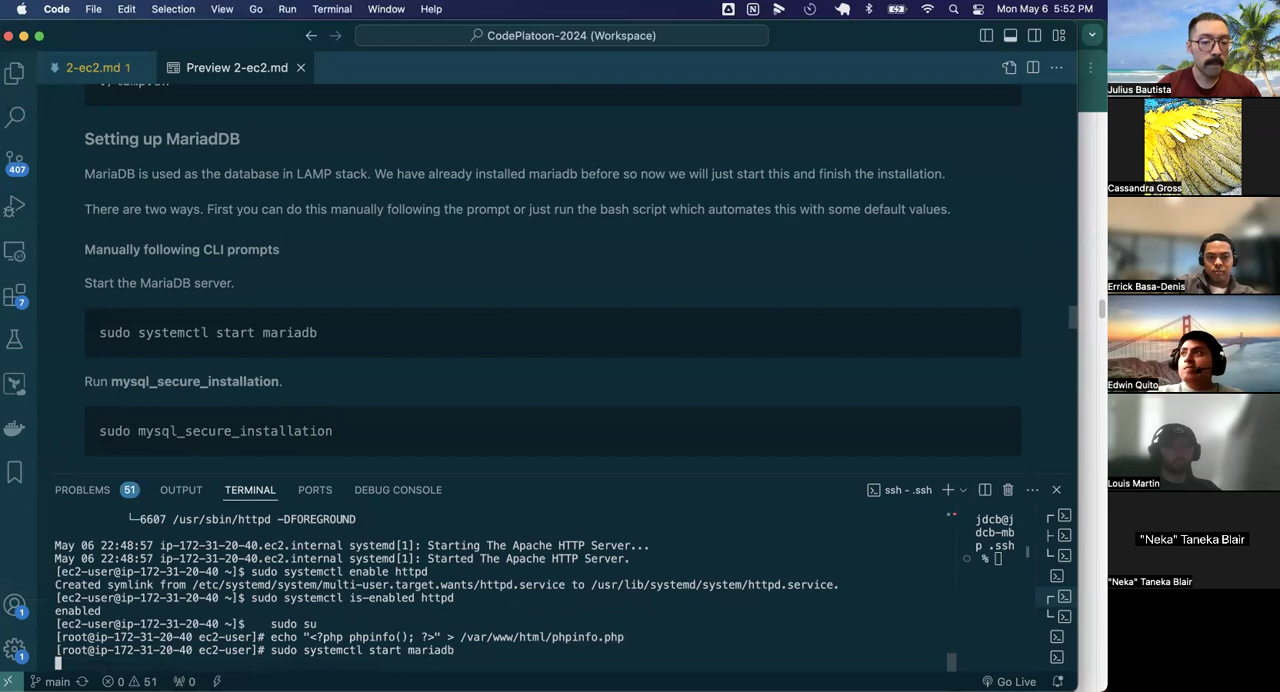 Code File Edit Selection View Go Run Terminal Window Help
Mon May 6 5:52 PM
CodePlatoon-2024 (Workspace)
2-ec2.md 1
Preview 2-ec2.md
Setting up MariadDB
MariaDB is used as the database in LAMP stack. We have already installed mariadb before so now we will just start this and finish the installation.
There are two ways. First you can do this manually following the prompt or just run the bash script which automates this with some default values.
Manually following CLI prompts
Start the MariaDB server.
sudo systemctl start mariadb
Run mysql_secure_installation.
sudo mysql_secure_installation
407
7
1
1
PROBLEMS 51 OUTPUT TERMINAL PORTS DEBUG CONSOLE
ssh - .ssh
└─6607 /usr/sbin/httpd -DFOREGROUND
May 06 22:48:57 ip-172-31-20-40.ec2.internal systemd[1]: Starting The Apache HTTP Server...
May 06 22:48:57 ip-172-31-20-40.ec2.internal systemd[1]: Started The Apache HTTP Server.
[ec2-user@ip-172-31-20-40 ~]$ sudo systemctl enable httpd
Created symlink from /etc/systemd/system/multi-user.target.wants/httpd.service to /usr/lib/systemd/system/httpd.service.
[ec2-user@ip-172-31-20-40 ~]$ sudo systemctl is-enabled httpd
enabled
[ec2-user@ip-172-31-20-40 ~]$ sudo su
[root@ip-172-31-20-40 ec2-user]# echo "<?php phpinfo(); ?>" > /var/www/html/phpinfo.php
[root@ip-172-31-20-40 ec2-user]# sudo systemctl start mariadb
jdcb@j
dcb-mb
p .ssh
%
main
0 51
0
Go Live
Julius Bautista
Cassandra Gross
Errick Basa-Denis
Edwin Quito
Louis Martin
"Neka" Taneka Blair
"Neka" Taneka Blair